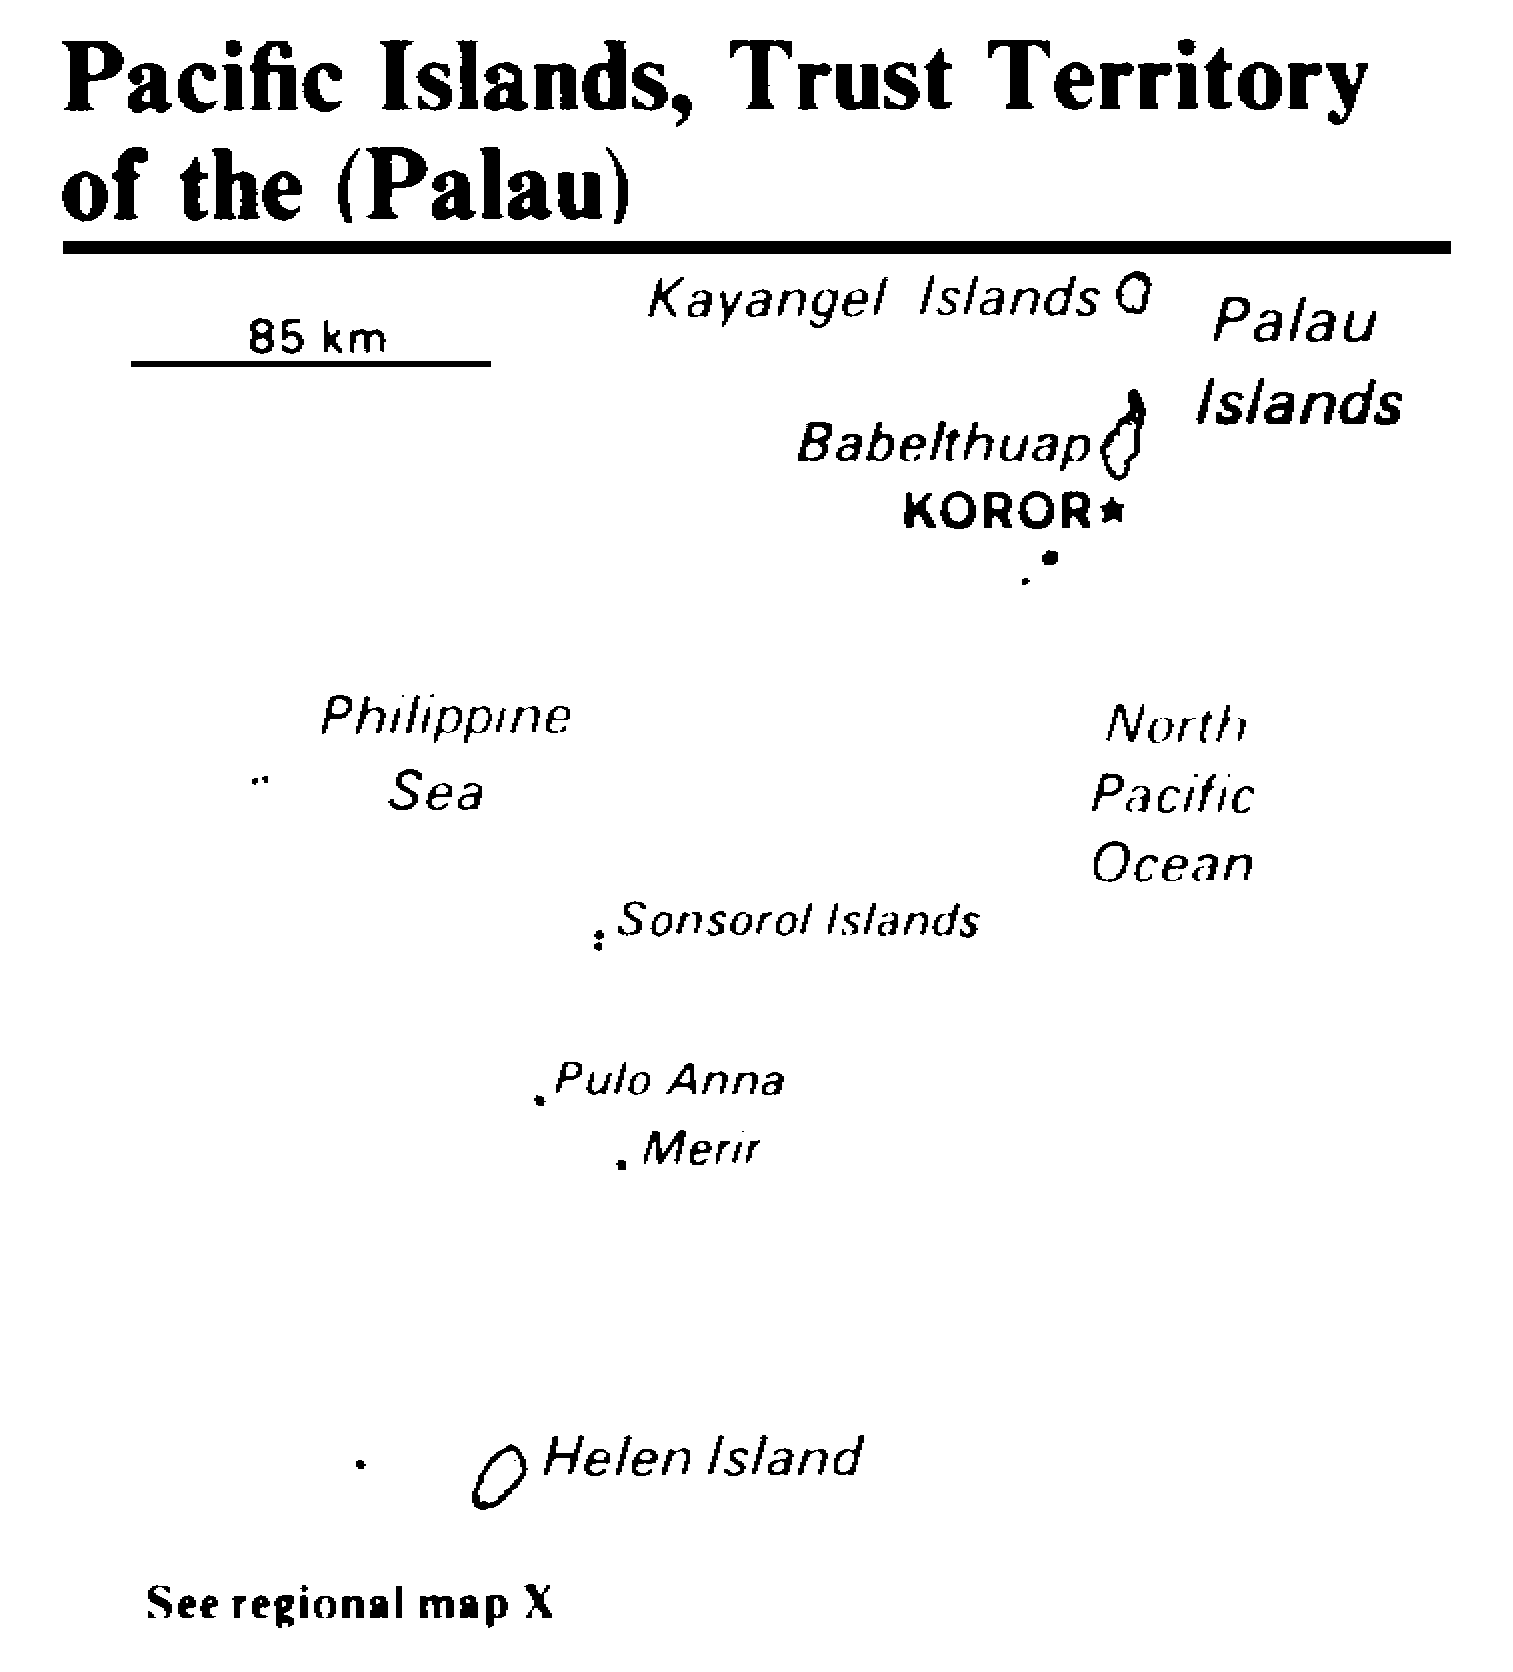 Pacific Islands, Trust Territory
of the (Palau)
Kayangel Islands
Palau
Islands
85 km
Babelthuap
KOROR
Philippine
Sea
North
Pacific
Ocean
Sonsorol Islands
Pulo Anna
Merir
Helen Island
See regional map X